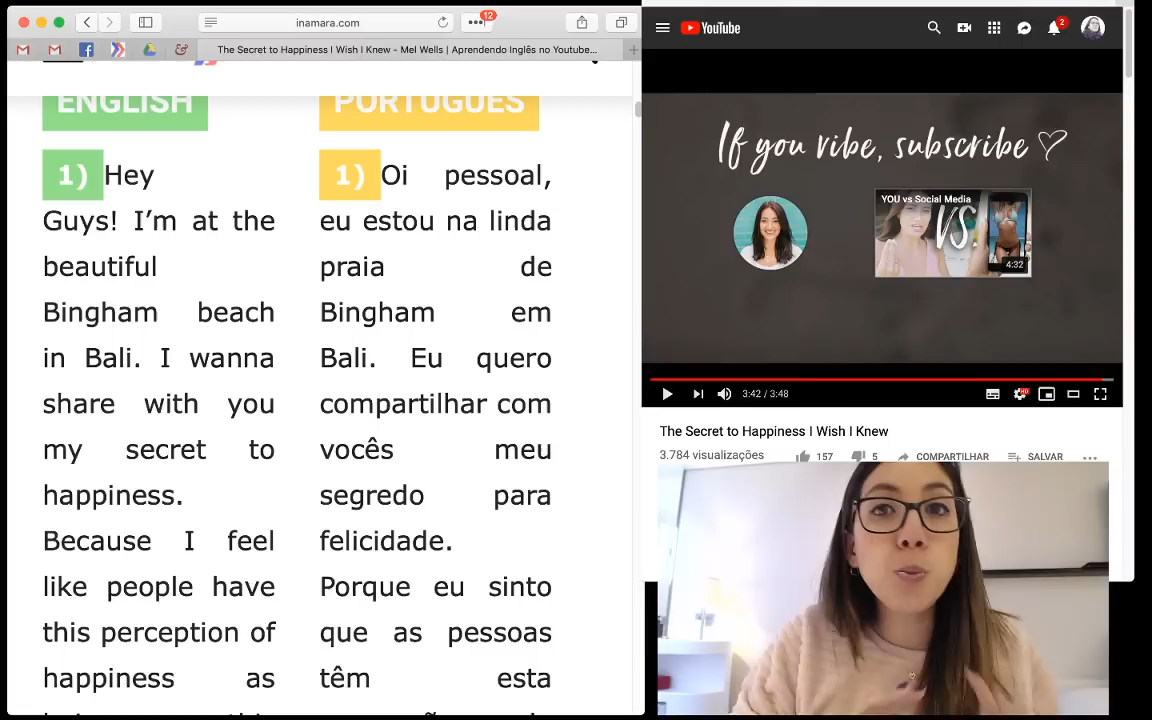 inamara.com
12
The Secret to Happiness I Wish I Knew - Mel Wells | Aprendendo Inglês no Youtube...
ENGLISH
1) Hey
Guys! I'm at the
beautiful
Bingham beach
in Bali. I wanna
share with you
my secret to
happiness.
Because I feel
like people have
this perception of
happiness as
PORTUGUÊS
1) Oi pessoal,
eu estou na linda
praia de
Bingham em
Bali. Eu quero
compartilhar com
vocês meu
segredo para
felicidade.
Porque eu sinto
que as pessoas
têm esta
YouTube
2
If you vibe, subscribe
YOU vs Social Media
VS.
4:32
3:42 / 3:48
HD
The Secret to Happiness I Wish I Knew
3.784 visualizações
157
5
COMPARTILHAR
SALVAR